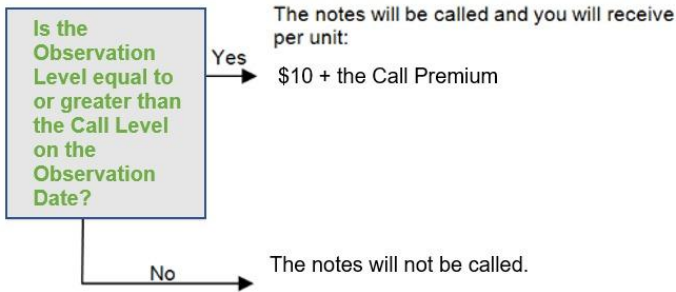 Is the
Observation
Level equal to
or greater than
the Call Level
on the
Observation
Date?
Yes
The notes will be called and you will receive
per unit:
$10 + the Call Premium
No
The notes will not be called.